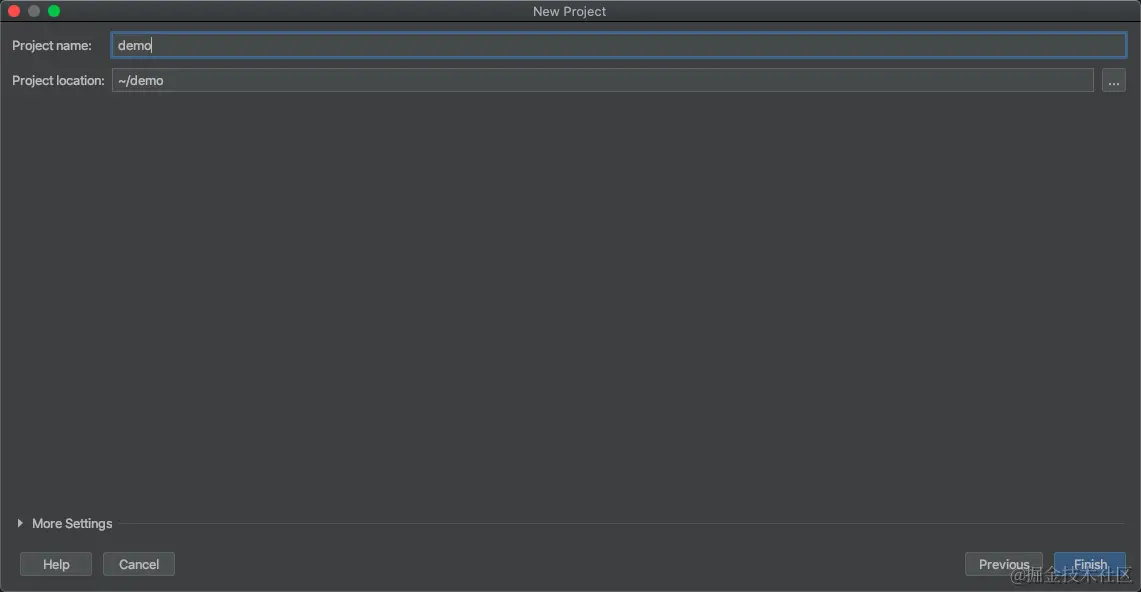 New Project
Project name: demo
Project location: ~/demo ...
More Settings
Help Cancel Previous Finish
@掘金技术社区